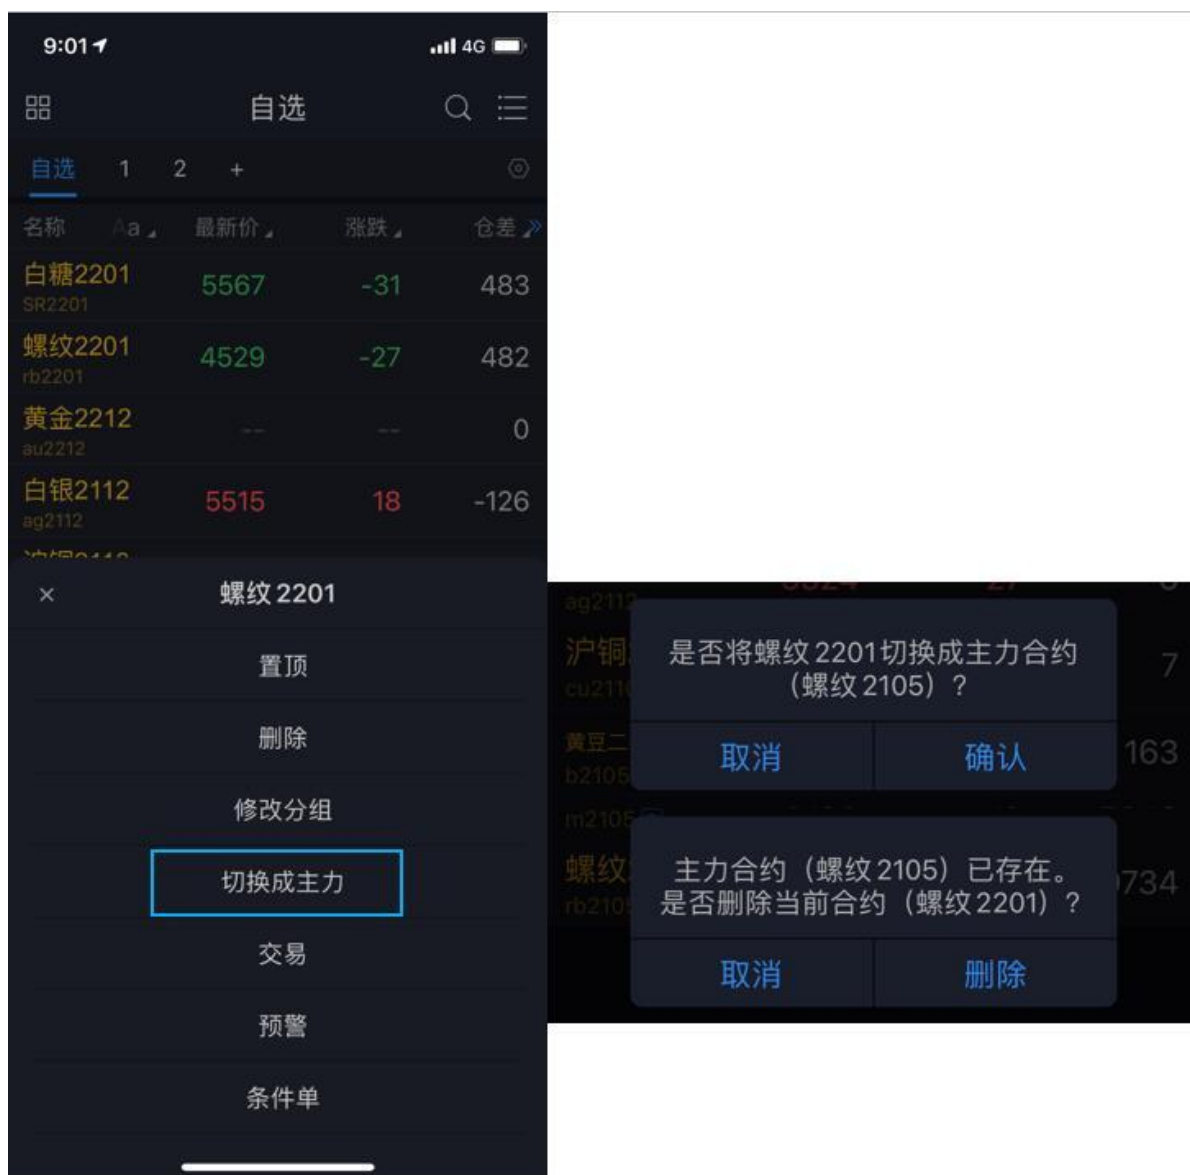 9:01
4G
自选
自选 1 2 +
名称 Aa 最新价 涨跌 仓差
白糖2201 5567 -31 483
SR2201
螺纹2201 4529 -27 482
rb2201
黄金2212 -- -- 0
au2212
白银2112 5515 18 -126
ag2112
× 螺纹2201
置顶
删除
修改分组
切换成主力
交易
预警
条件单
ag2112
沪铜 7
cu2110
是否将螺纹2201切换成主力合约
（螺纹2105）？
取消 确认
黄豆二 163
b2105
m2105
主力合约（螺纹2105）已存在。
是否删除当前合约（螺纹2201）？
螺纹 0734
rb210
取消 删除